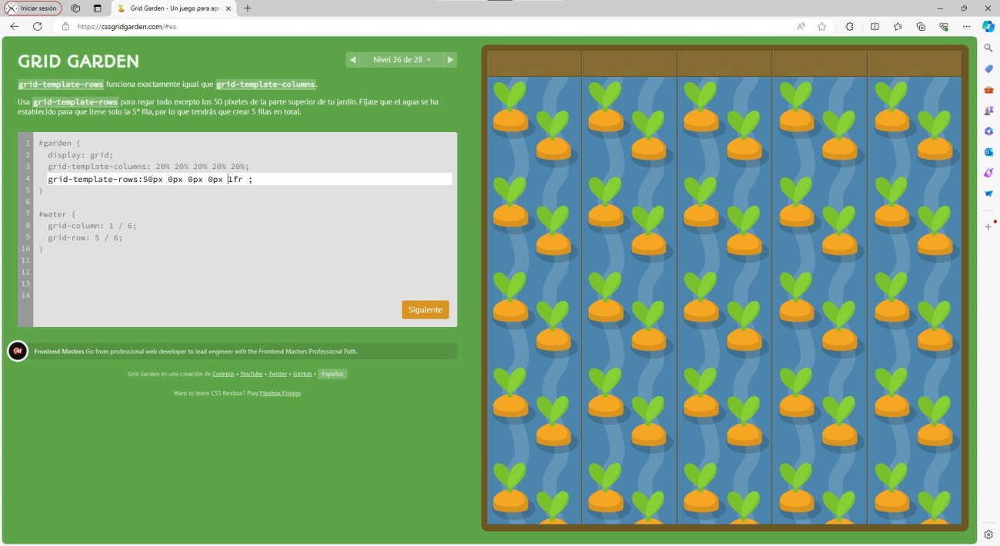 Iniciar sesión
Grid Garden - Un juego para apr
https://cssgridgarden.com/#es
GRID GARDEN
Nivel 26 de 28
grid-template-rows funciona exactamente igual que grid-template-columns.
Usa grid-template-rows para regar todo excepto los 50 píxeles de la parte superior de tu jardín. Fíjate que el agua se ha
establecido para que llene solo la 5ª fila, por lo que tendrás que crear 5 filas en total.
1 #garden {
2 display: grid;
3 grid-template-columns: 20% 20% 20% 20% 20%;
4 grid-template-rows:50px 0px 0px 0px 1fr ;
5 }
6
7 #water {
8 grid-column: 1 / 6;
9 grid-row: 5 / 6;
10 }
11
12
13
14
Siguiente
Frontend Masters Go from professional web developer to lead engineer with the Frontend Masters Professional Path.
Grid Garden es una creación de Codepip • YouTube • Twitter • GitHub • Español
Want to learn CSS flexbox? Play Flexbox Froggy.